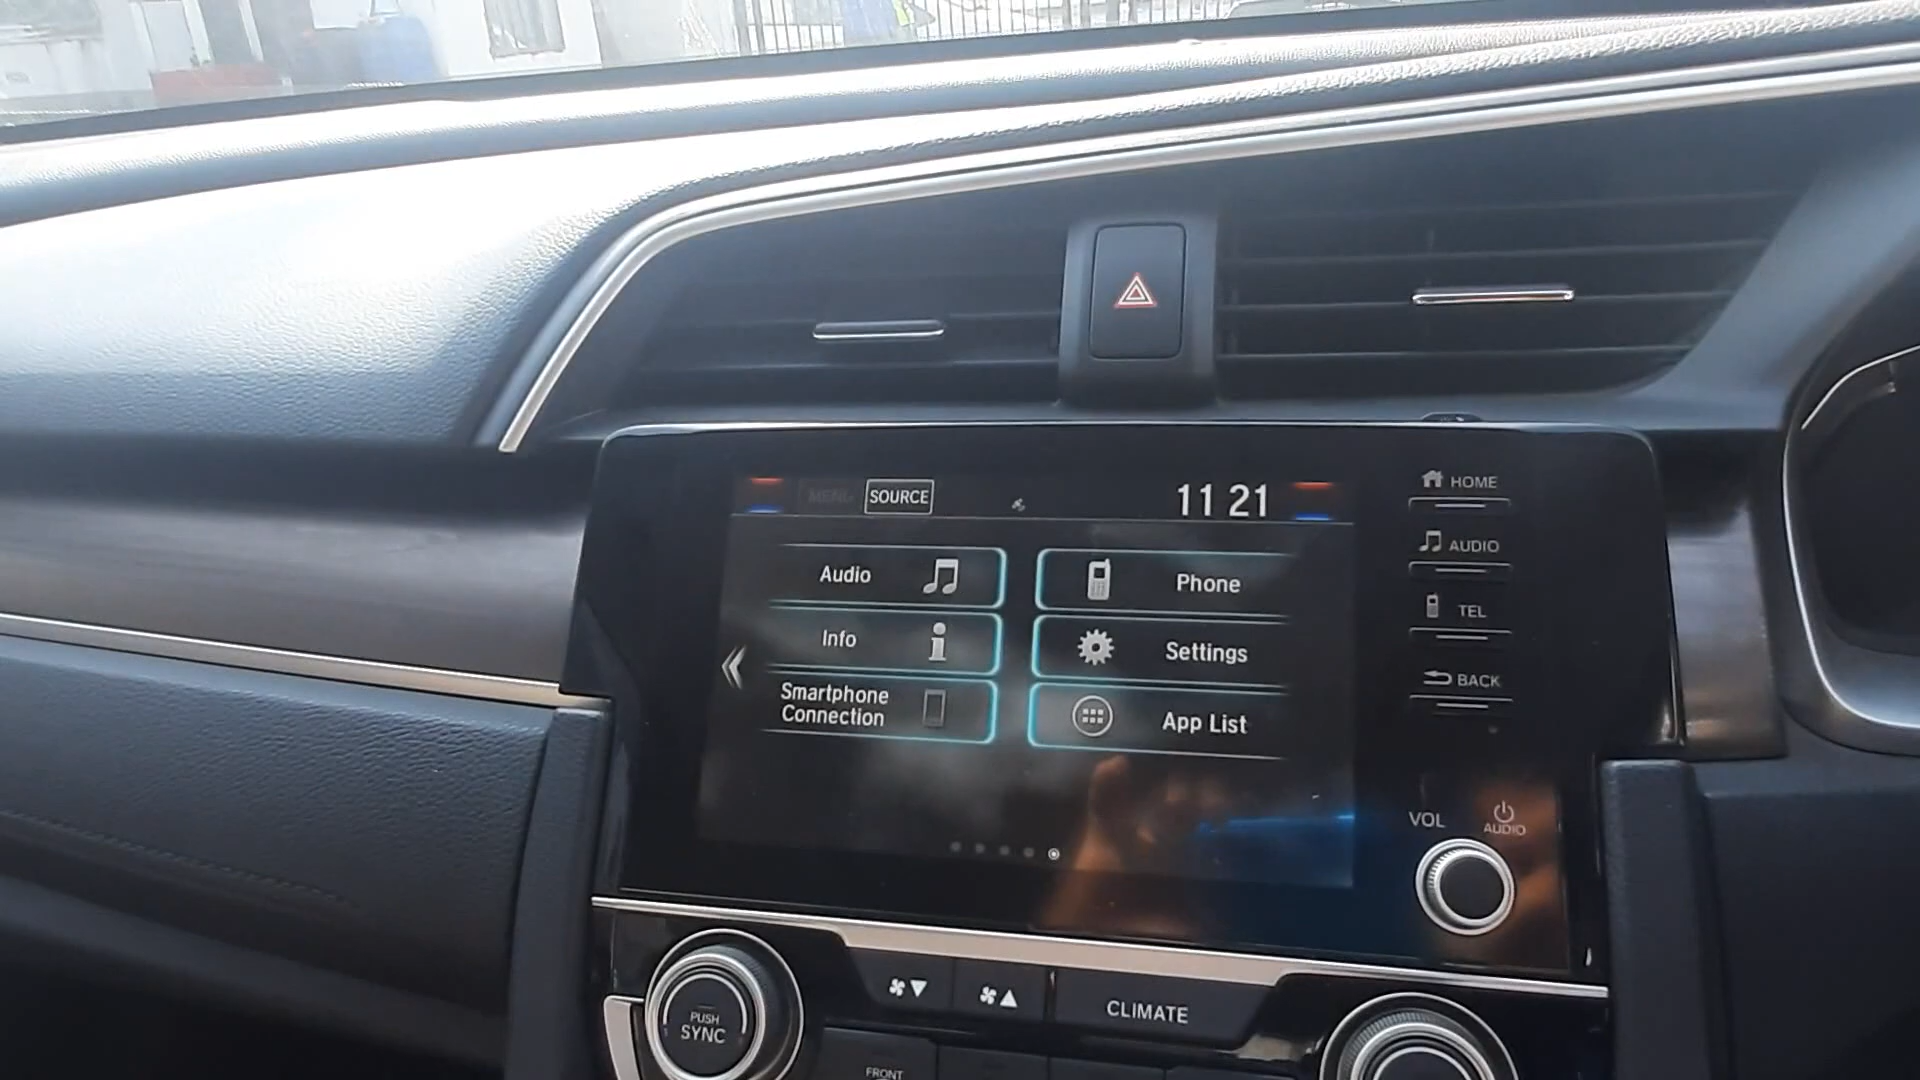 MENU SOURCE 11 21
HOME
AUDIO
TEL
BACK
Audio
Phone
Info
Settings
Smartphone
Connection
App List
VOL
AUDIO
PUSH
SYNC
CLIMATE
FRONT